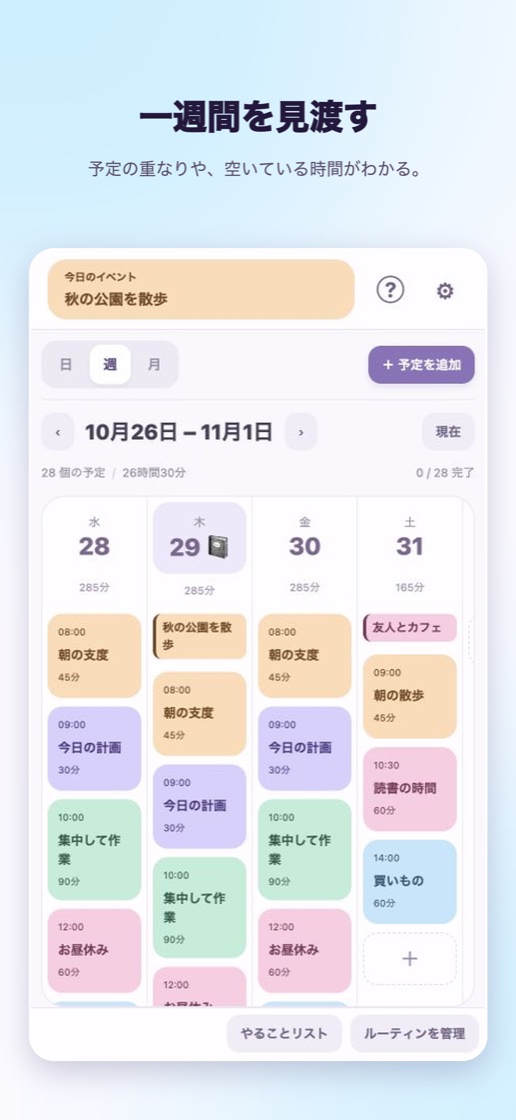 一週間を見渡す
予定の重なりや、空いている時間がわかる。
今日のイベント
秋の公園を散歩
?
日 週 月
+ 予定を追加
‹ 10月26日 – 11月1日 ›
現在
28 個の予定 / 26時間30分
0 / 28 完了
水
28
285分
08:00
朝の支度
45分
09:00
今日の計画
30分
10:00
集中して作
業
90分
12:00
お昼休み
60分
木
29
285分
秋の公園を散
歩
08:00
朝の支度
45分
09:00
今日の計画
30分
10:00
集中して作
業
90分
12:00
お昼休み
金
30
285分
08:00
朝の支度
45分
09:00
今日の計画
30分
10:00
集中して作
業
90分
12:00
お昼休み
60分
土
31
165分
友人とカフェ
09:00
朝の散歩
45分
10:30
読書の時間
60分
14:00
買いもの
60分
+
やることリスト
ルーティンを管理